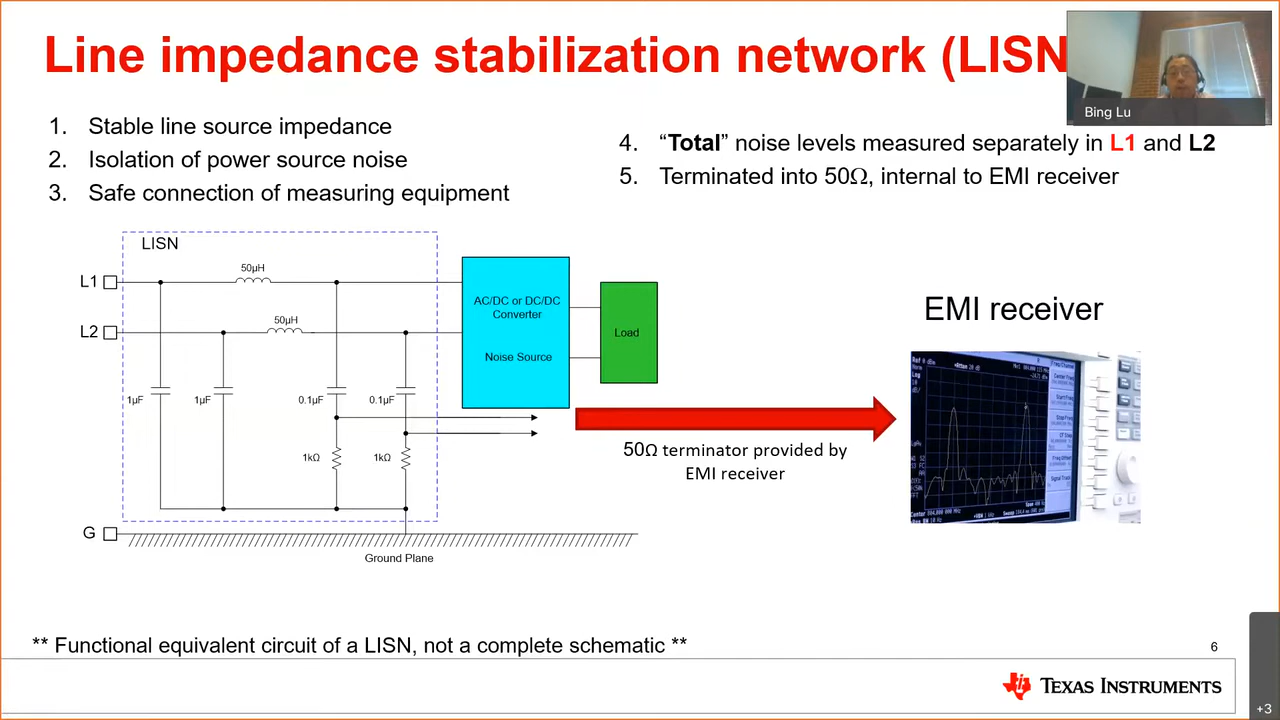 Line impedance stabilization network (LISN
Bing Lu
1. Stable line source impedance
2. Isolation of power source noise
3. Safe connection of measuring equipment
4. “Total” noise levels measured separately in L1 and L2
5. Terminated into 50Ω, internal to EMI receiver
LISN
L1
50µH
L2
50µH
1µF
1µF
0.1µF
0.1µF
1kΩ
1kΩ
G
Ground Plane
AC/DC or DC/DC
Converter
Noise Source
Load
50Ω terminator provided by
EMI receiver
EMI receiver
** Functional equivalent circuit of a LISN, not a complete schematic **
6
TEXAS INSTRUMENTS
+3